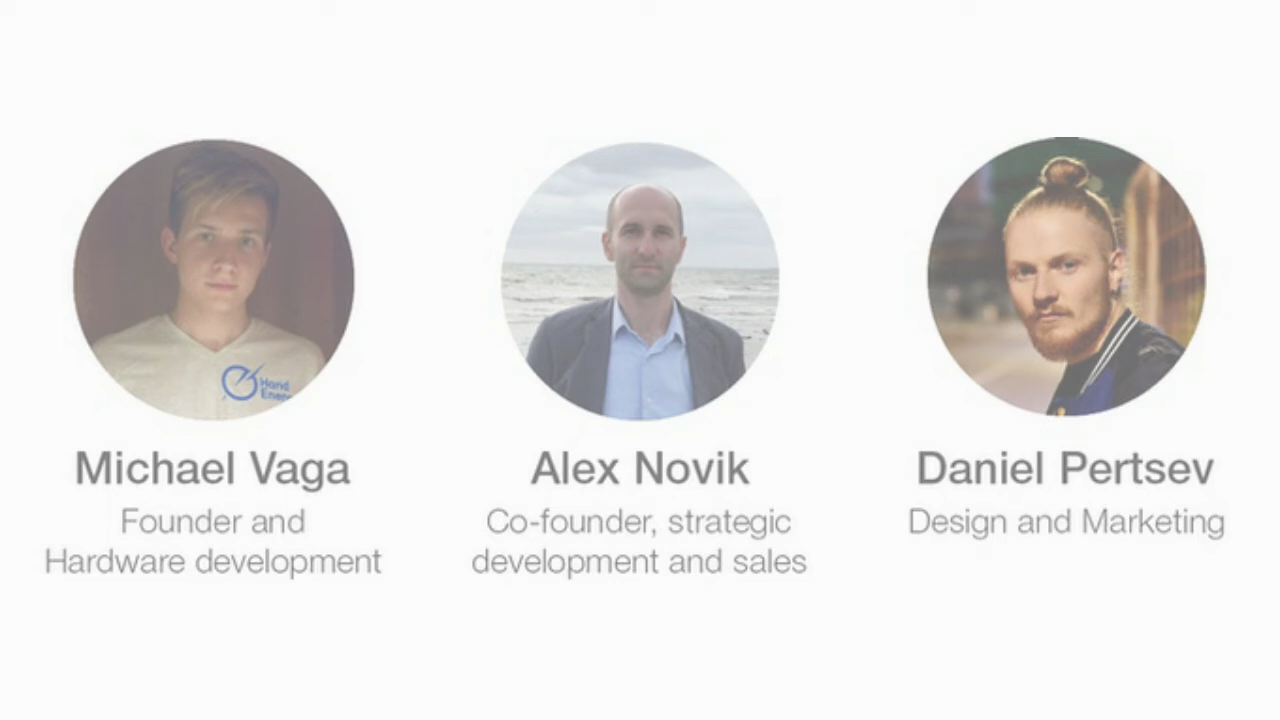 Hand
Michael Vaga
Founder and
Hardware development
Alex Novik
Co-founder, strategic
development and sales
Daniel Pertsev
Design and Marketing